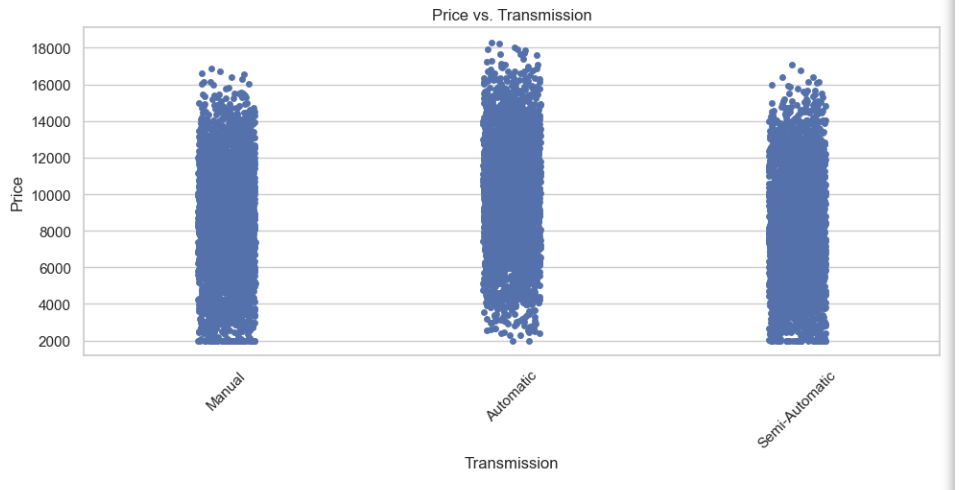 Price vs. Transmission
18000
16000
14000
12000
10000
8000
6000
4000
2000
Price
Manual
Automatic
Semi-Automatic
Transmission